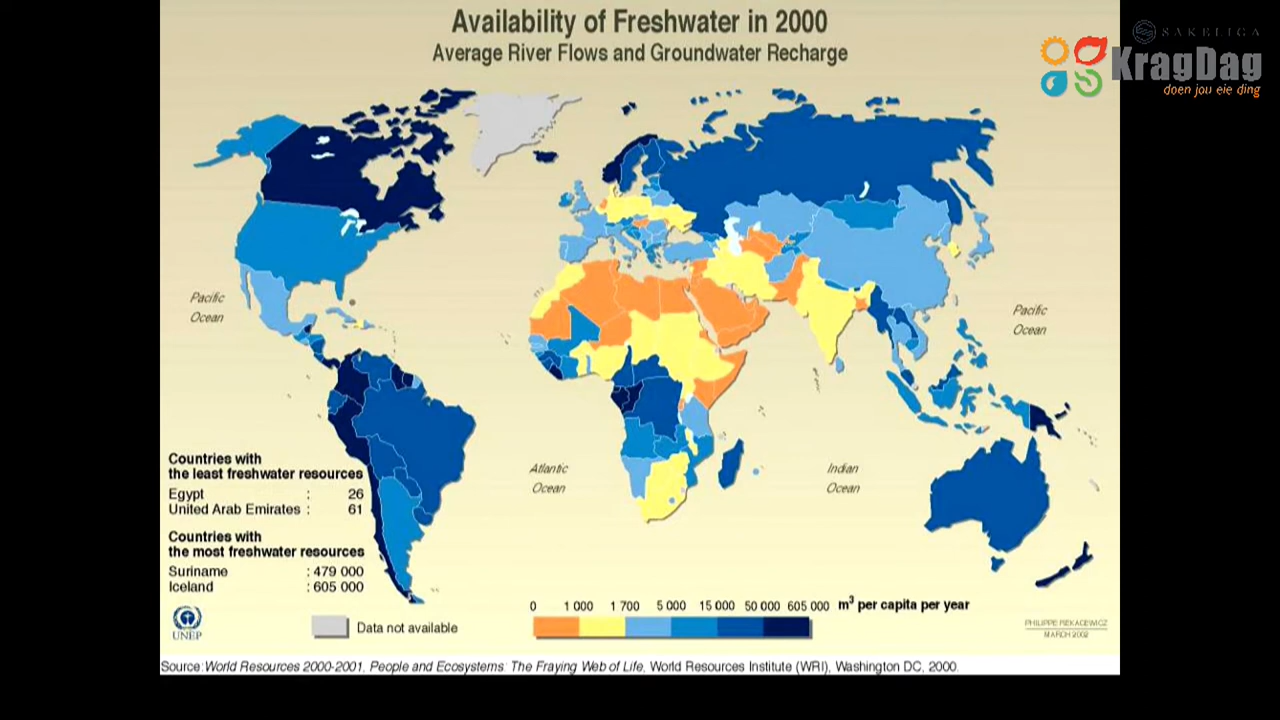 Availability of Freshwater in 2000
Average River Flows and Groundwater Recharge
SAKELIGA
KragDag
doen jou eie ding
Pacific
Ocean
Pacific
Ocean
Atlantic
Ocean
Indian
Ocean
Countries with
the least freshwater resources
Egypt : 26
United Arab Emirates : 61
Countries with
the most freshwater resources
Suriname : 479 000
Iceland : 605 000
0 1 000 1 700 5 000 15 000 50 000 605 000 m³ per capita per year
UNEP
Data not available
PHILIPPE REKACEWICZ
MARCH 2002
Source: World Resources 2000-2001, People and Ecosystems: The Fraying Web of Life, World Resources Institute (WRI), Washington DC, 2000.